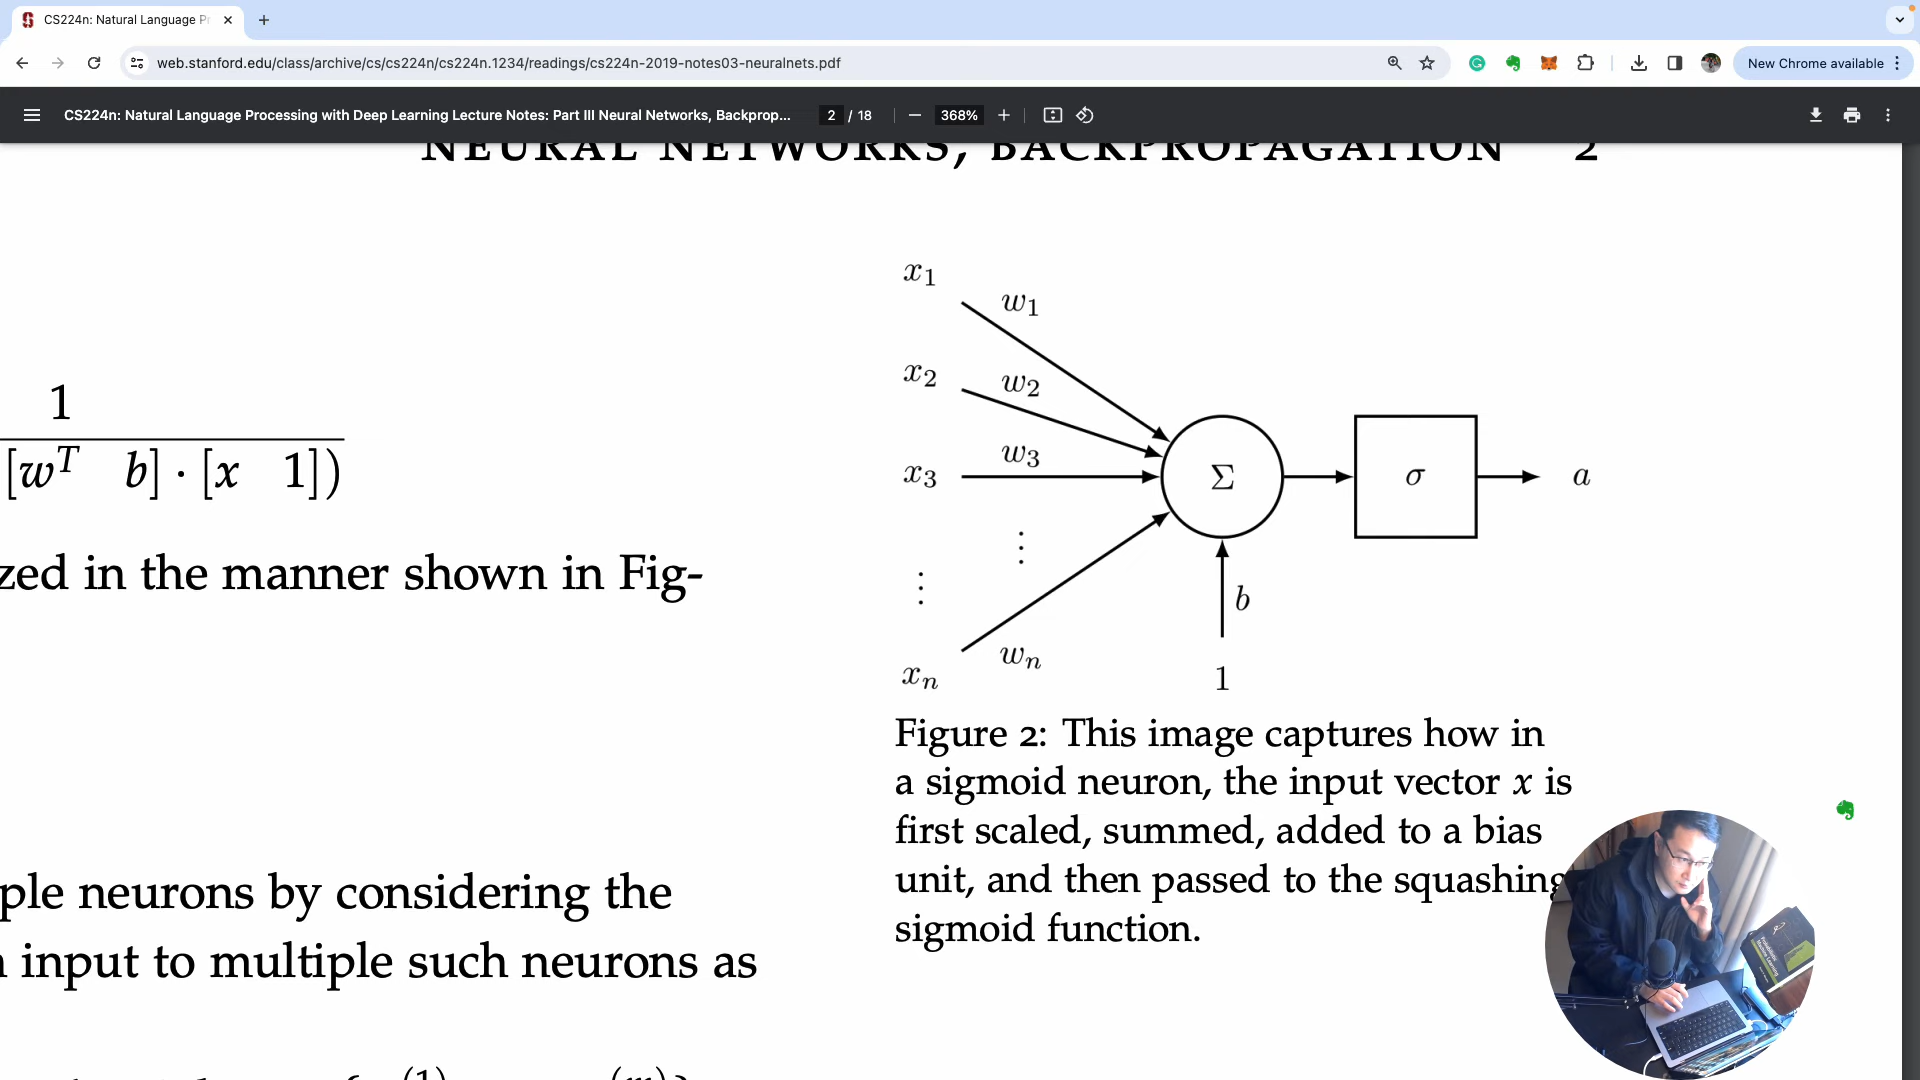 CS224n: Natural Language Pr
web.stanford.edu/class/archive/cs/cs224n/cs224n.1234/readings/cs224n-2019-notes03-neuralnets.pdf
New Chrome available
CS224n: Natural Language Processing with Deep Learning Lecture Notes: Part III Neural Networks, Backprop...
2 / 18
368%
NEURAL NETWORKS, BACKPROPAGATION 2
x1
w1
x2
w2
x3
w3
Σ
σ
a
⋮
⋮
b
xn
wn
1
1
[w^T b] · [x 1])
zed in the manner shown in Fig-
Figure 2: This image captures how in
a sigmoid neuron, the input vector x is
first scaled, summed, added to a bias
unit, and then passed to the squashing
sigmoid function.
ple neurons by considering the
input to multiple such neurons as